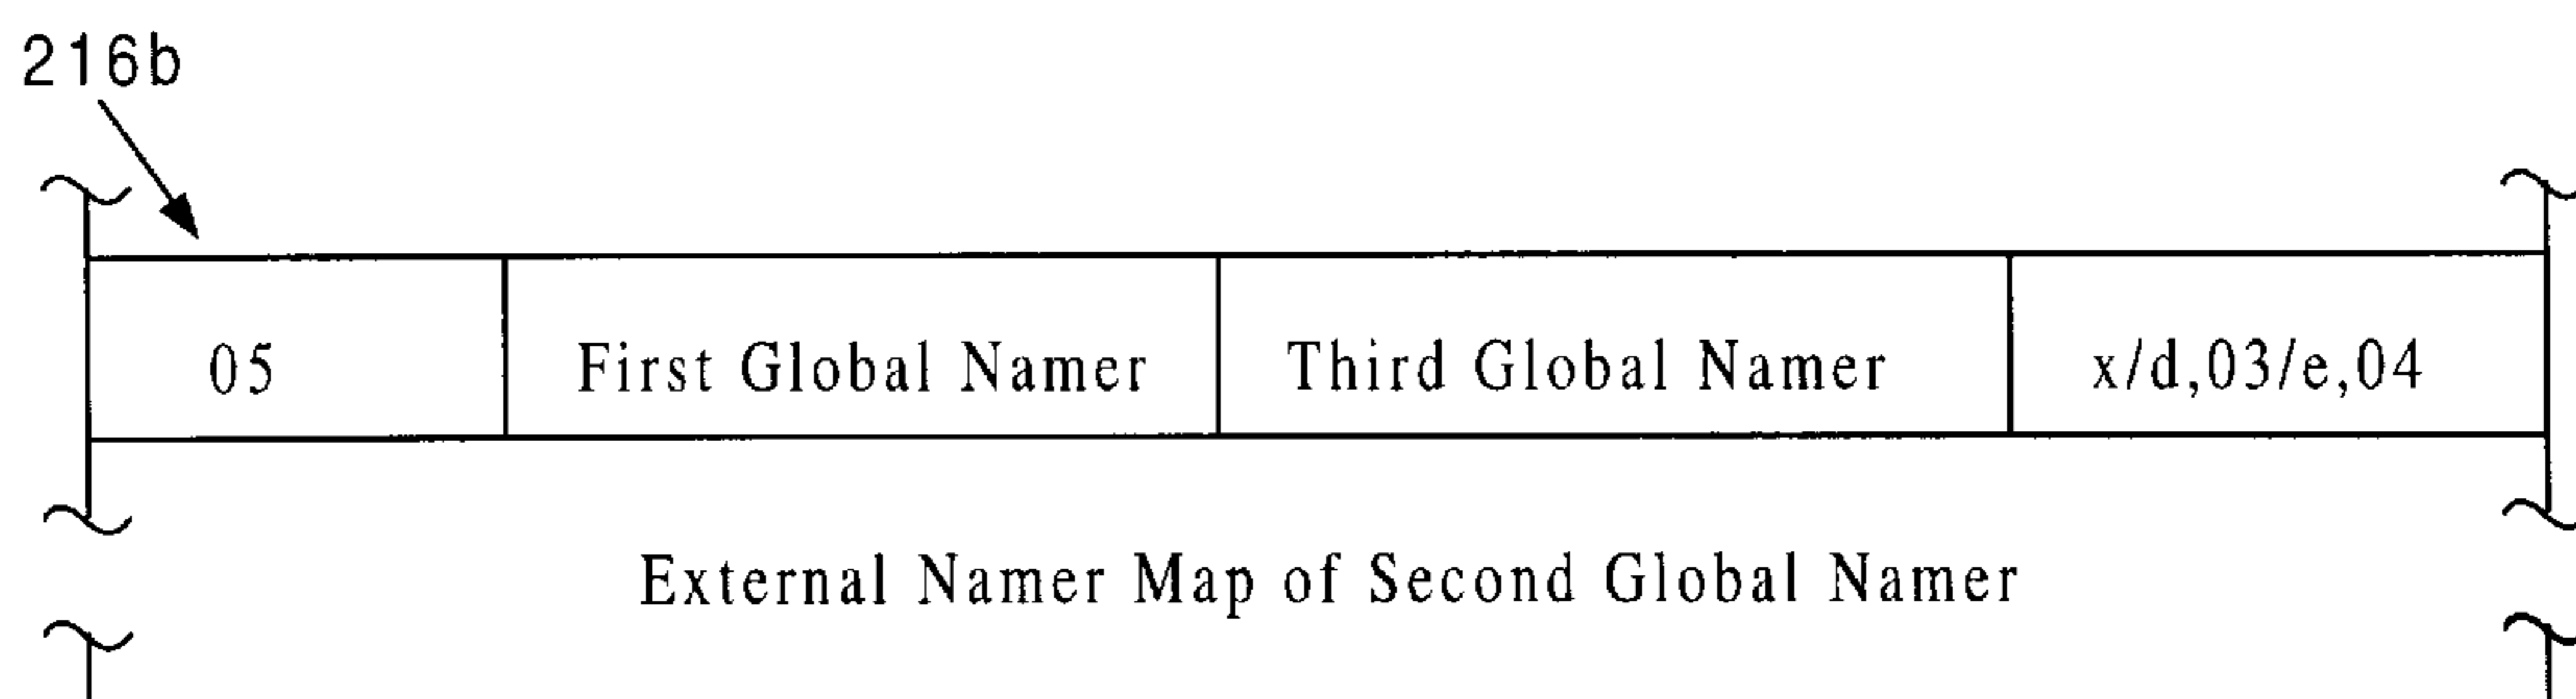 216b
05 First Global Namer Third Global Namer x/d,03/e,04
External Namer Map of Second Global Namer